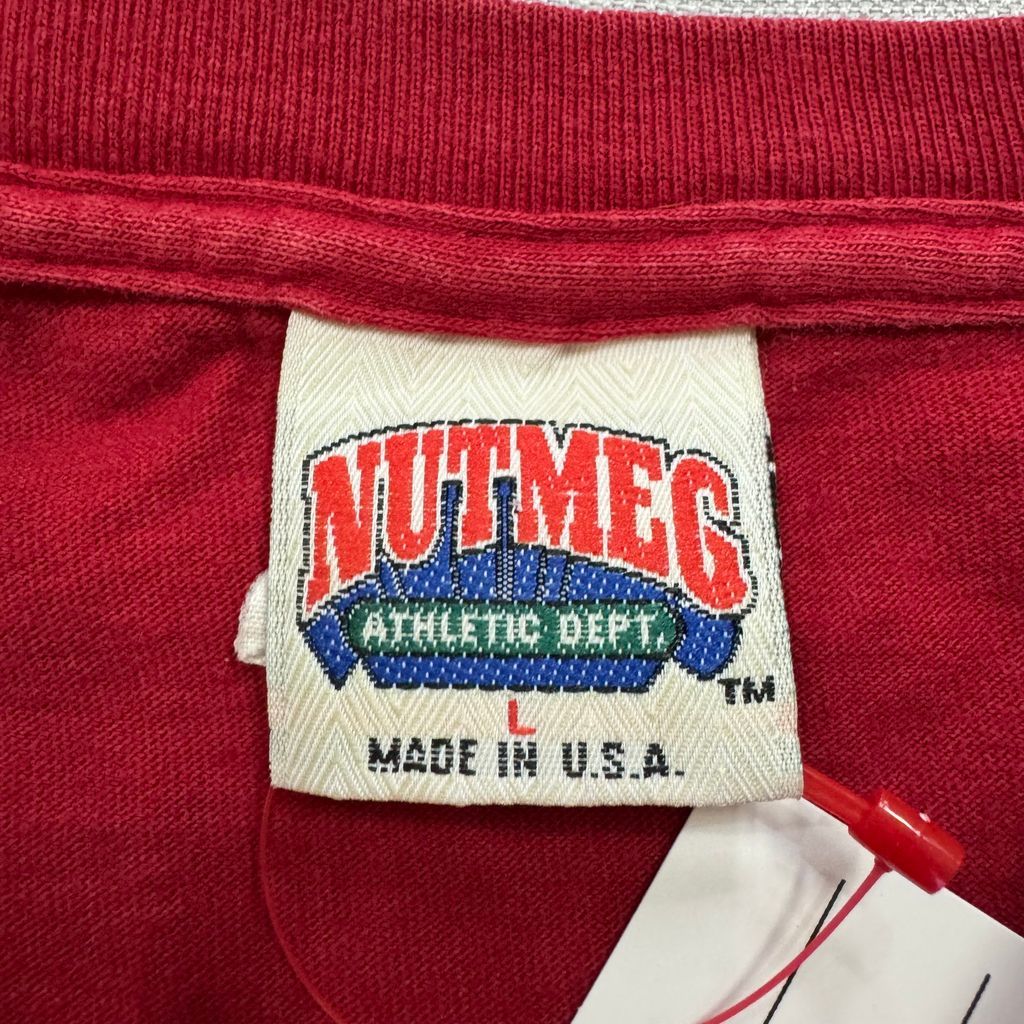 NUTMEG
ATHLETIC DEPT.
TM
L
MADE IN U.S.A.